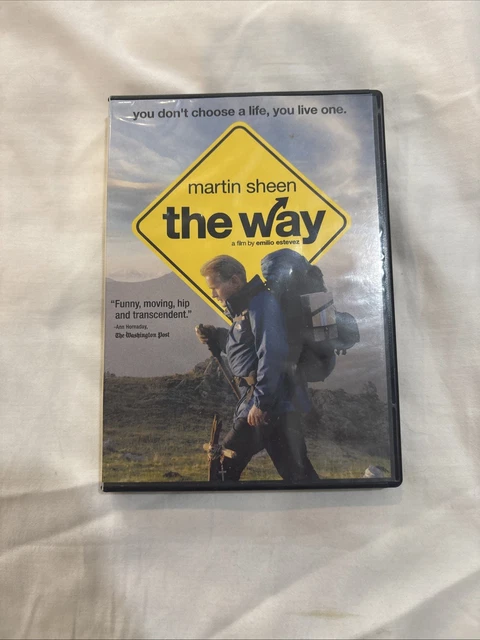 you don't choose a life, you live one.
martin sheen
the way
a film by emilio estevez
"Funny, moving, hip
and transcendent."
-Ann Hornaday,
The Washington Post